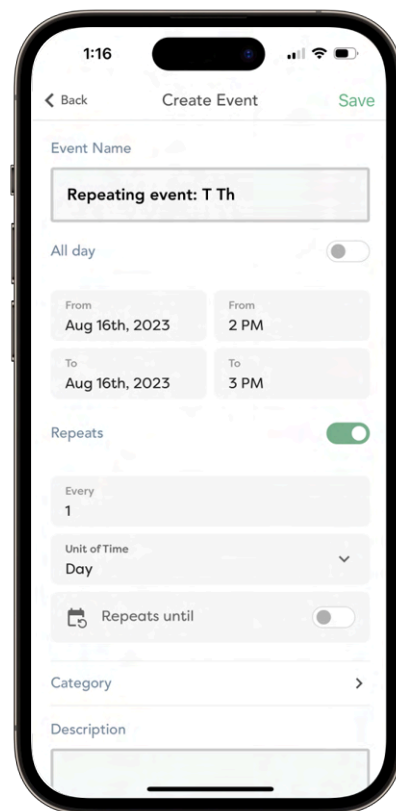 1:16
Back Create Event Save
Event Name
Repeating event: T Th
All day
From From
Aug 16th, 2023 2 PM
To To
Aug 16th, 2023 3 PM
Repeats
Every
1
Unit of Time
Day
Repeats until
Category
Description